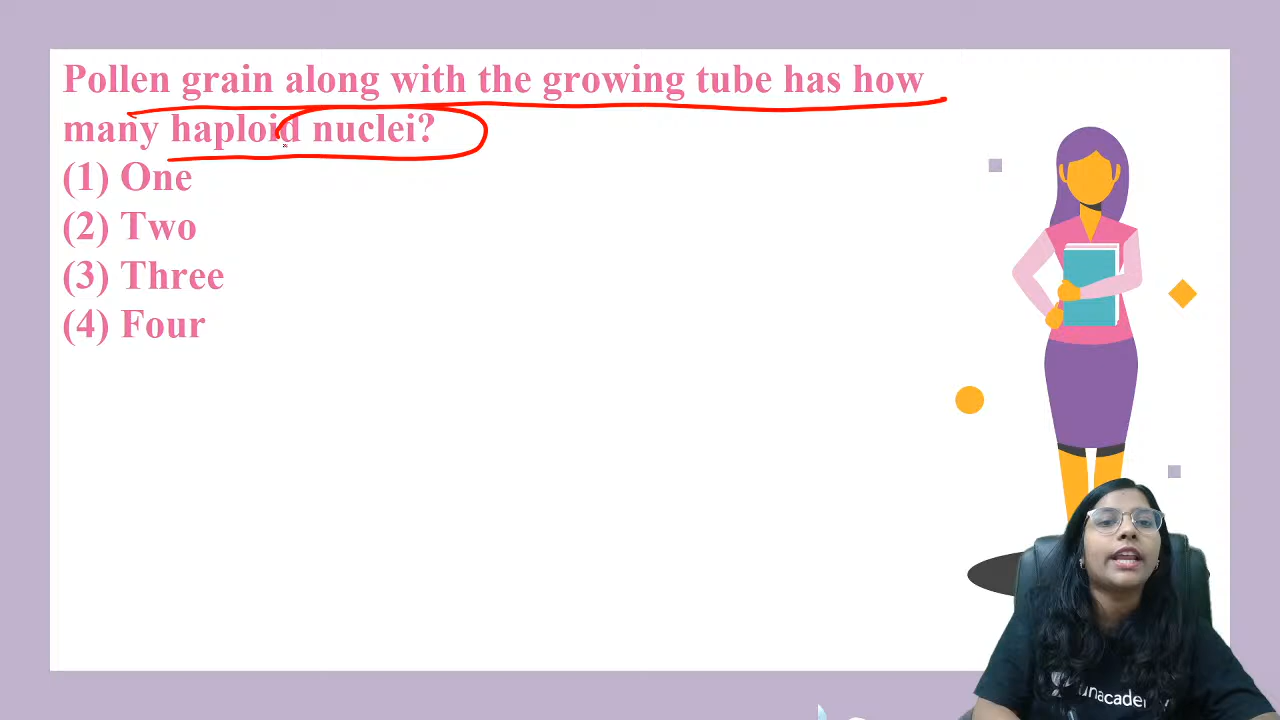 Pollen grain along with the growing tube has how
many haploid nuclei?
(1) One
(2) Two
(3) Three
(4) Four
unacademy